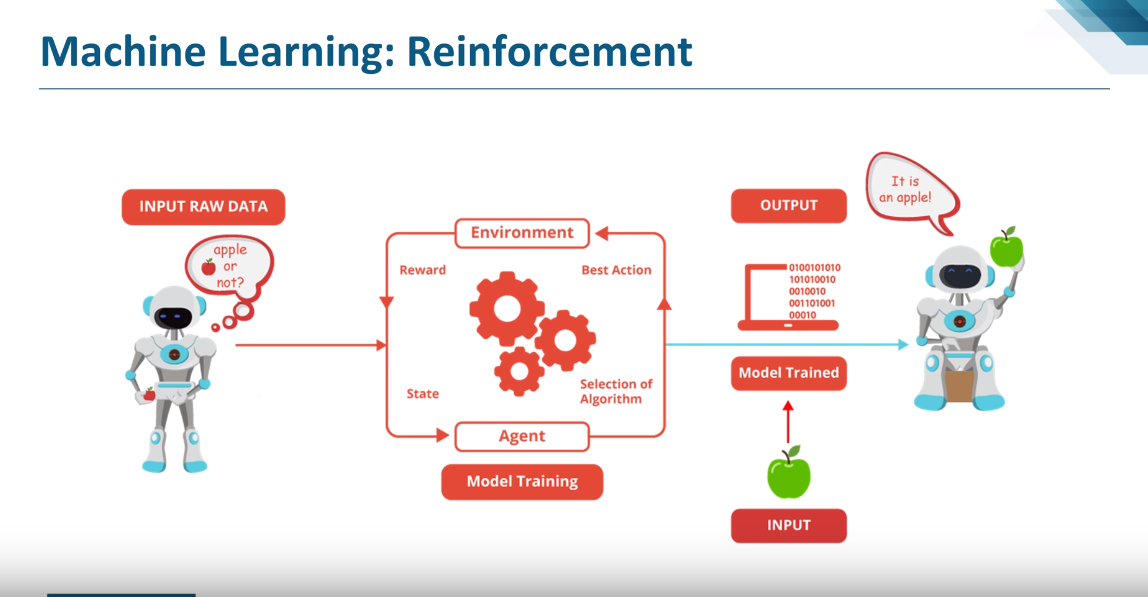 Machine Learning: Reinforcement
INPUT RAW DATA
apple
or
not?
Environment
Reward
Best Action
State
Selection of
Algorithm
Agent
Model Training
OUTPUT
0100101010
101010010
0010010
001101001
00010
Model Trained
INPUT
It is
an apple!